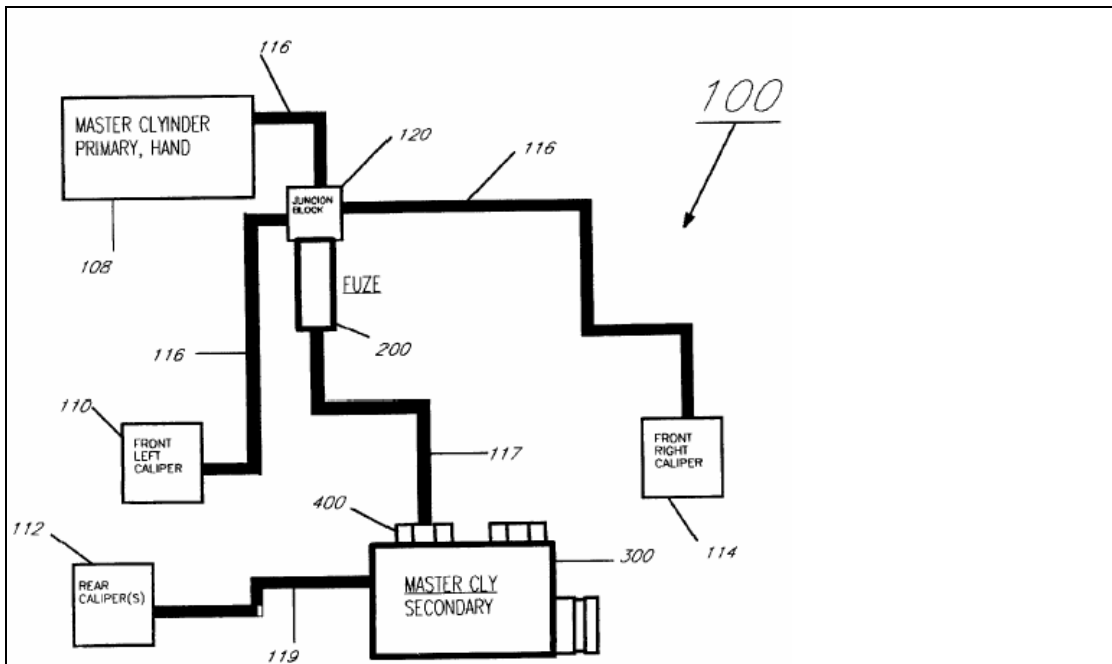 116
100
MASTER CLYINDER
PRIMARY, HAND
120
116
JUNCION
BLOCK
108
FUZE
200
116
110
FRONT
LEFT
CALIPER
117
FRONT
RIGHT
CALIPER
400
112
114
300
REAR
CALIPER(S)
MASTER CLY
SECONDARY
119